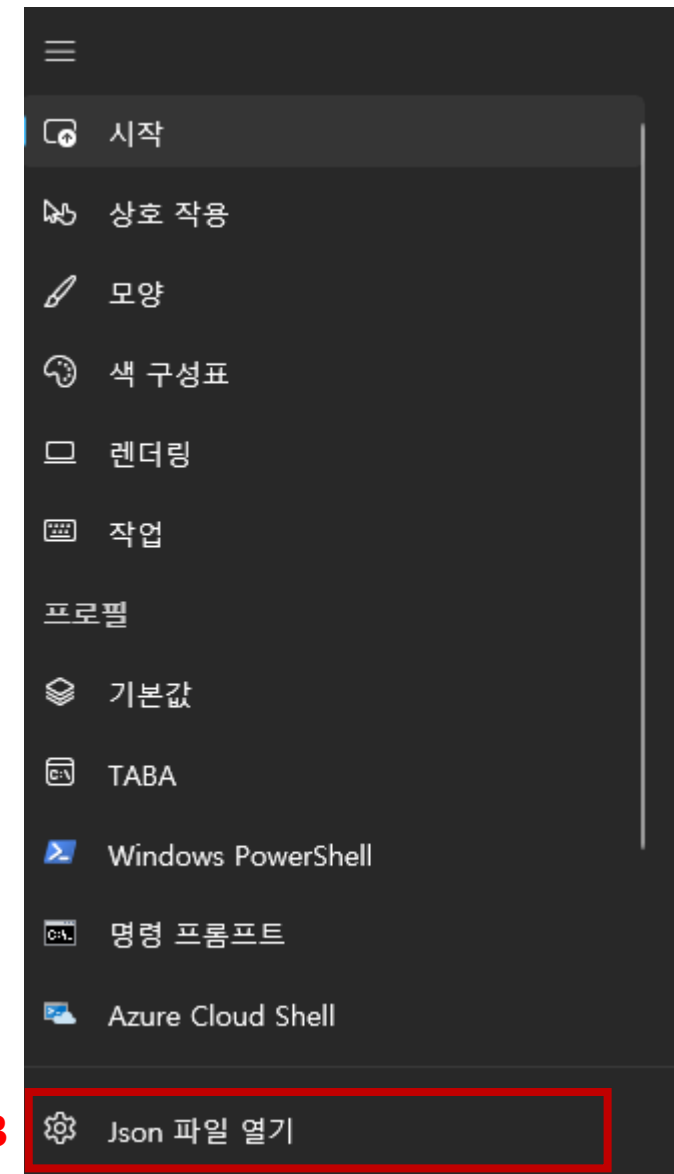 시작
상호 작용
모양
색 구성표
렌더링
작업
프로필
기본값
TABA
Windows PowerShell
명령 프롬프트
Azure Cloud Shell
Json 파일 열기